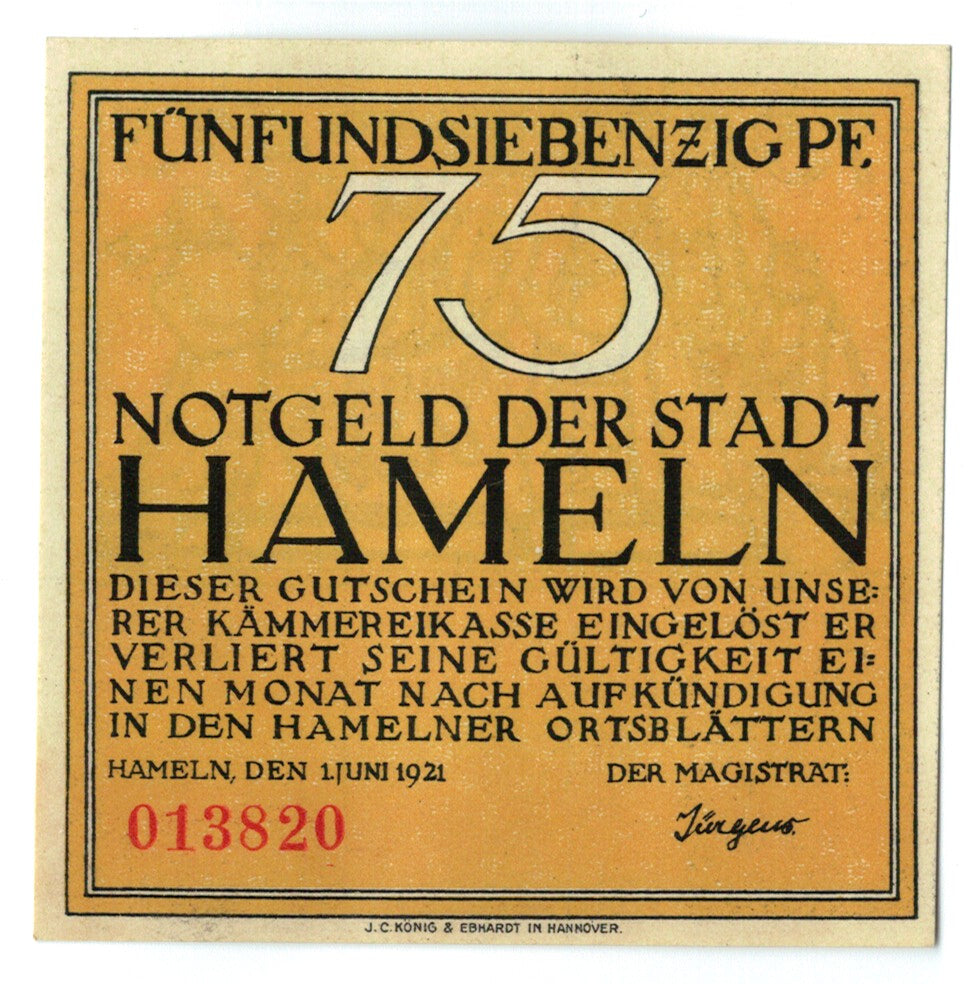 FÜNFUNDSIEBENZIG PF.
75
NOTGELD DER STADT
HAMELN
DIESER GUTSCHEIN WIRD VON UNSE:
RER KÄMMEREIKASSE EINGELÖST ER
VERLIERT SEINE GÜLTIGKEIT EI:
NEN MONAT NACH AUFKÜNDIGUNG
IN DEN HAMELNER ORTSBLÄTTERN
HAMELN, DEN 1. JUNI 1921
DER MAGISTRAT:
013820
Jürgens.
J. C. KÖNIG & EBHARDT IN HANNOVER.